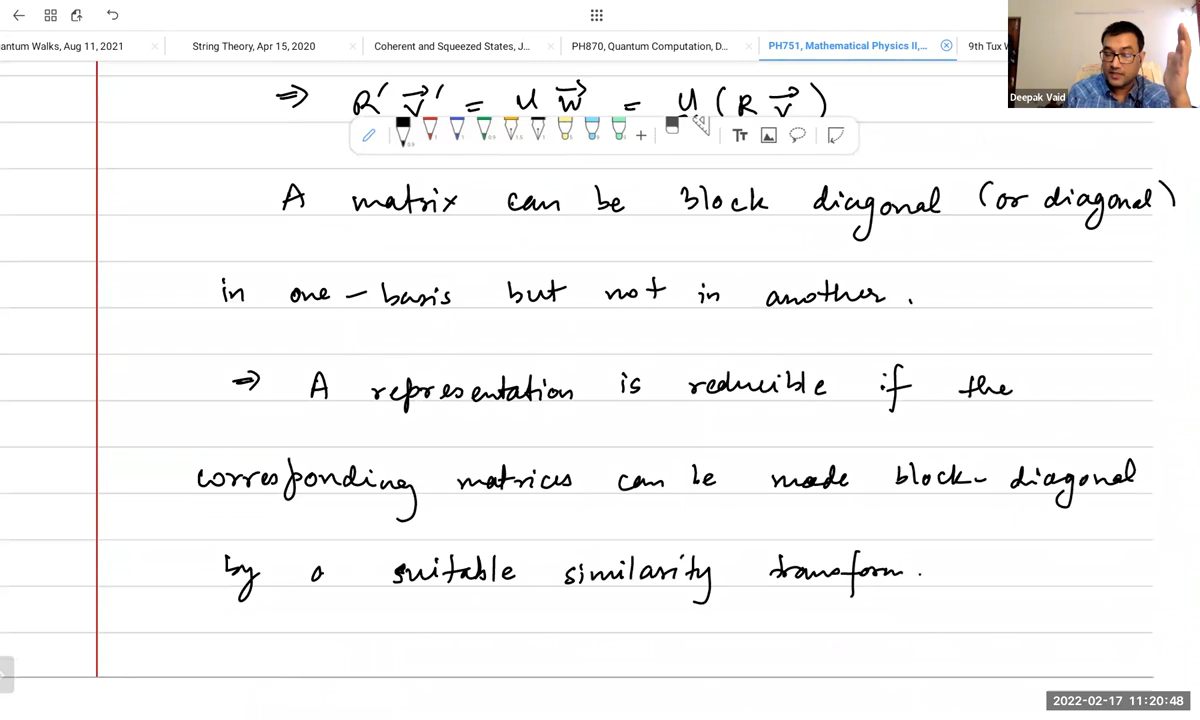 antum Walks, Aug 11, 2021
String Theory, Apr 15, 2020
Coherent and Squeezed States, J...
PH870, Quantum Computation, D...
PH751, Mathematical Physics II,...
9th Tux W
Deepak Vaid
⇒ R' v⃗' = U w⃗ = U (R v⃗)
A matrix can be Block diagonal (or diagonal)
in one-basis but not in another.
⇒ A representation is reducible if the
corresponding matrices can be made block-diagonal
by a suitable similarity transform.
2022-02-17 11:20:48